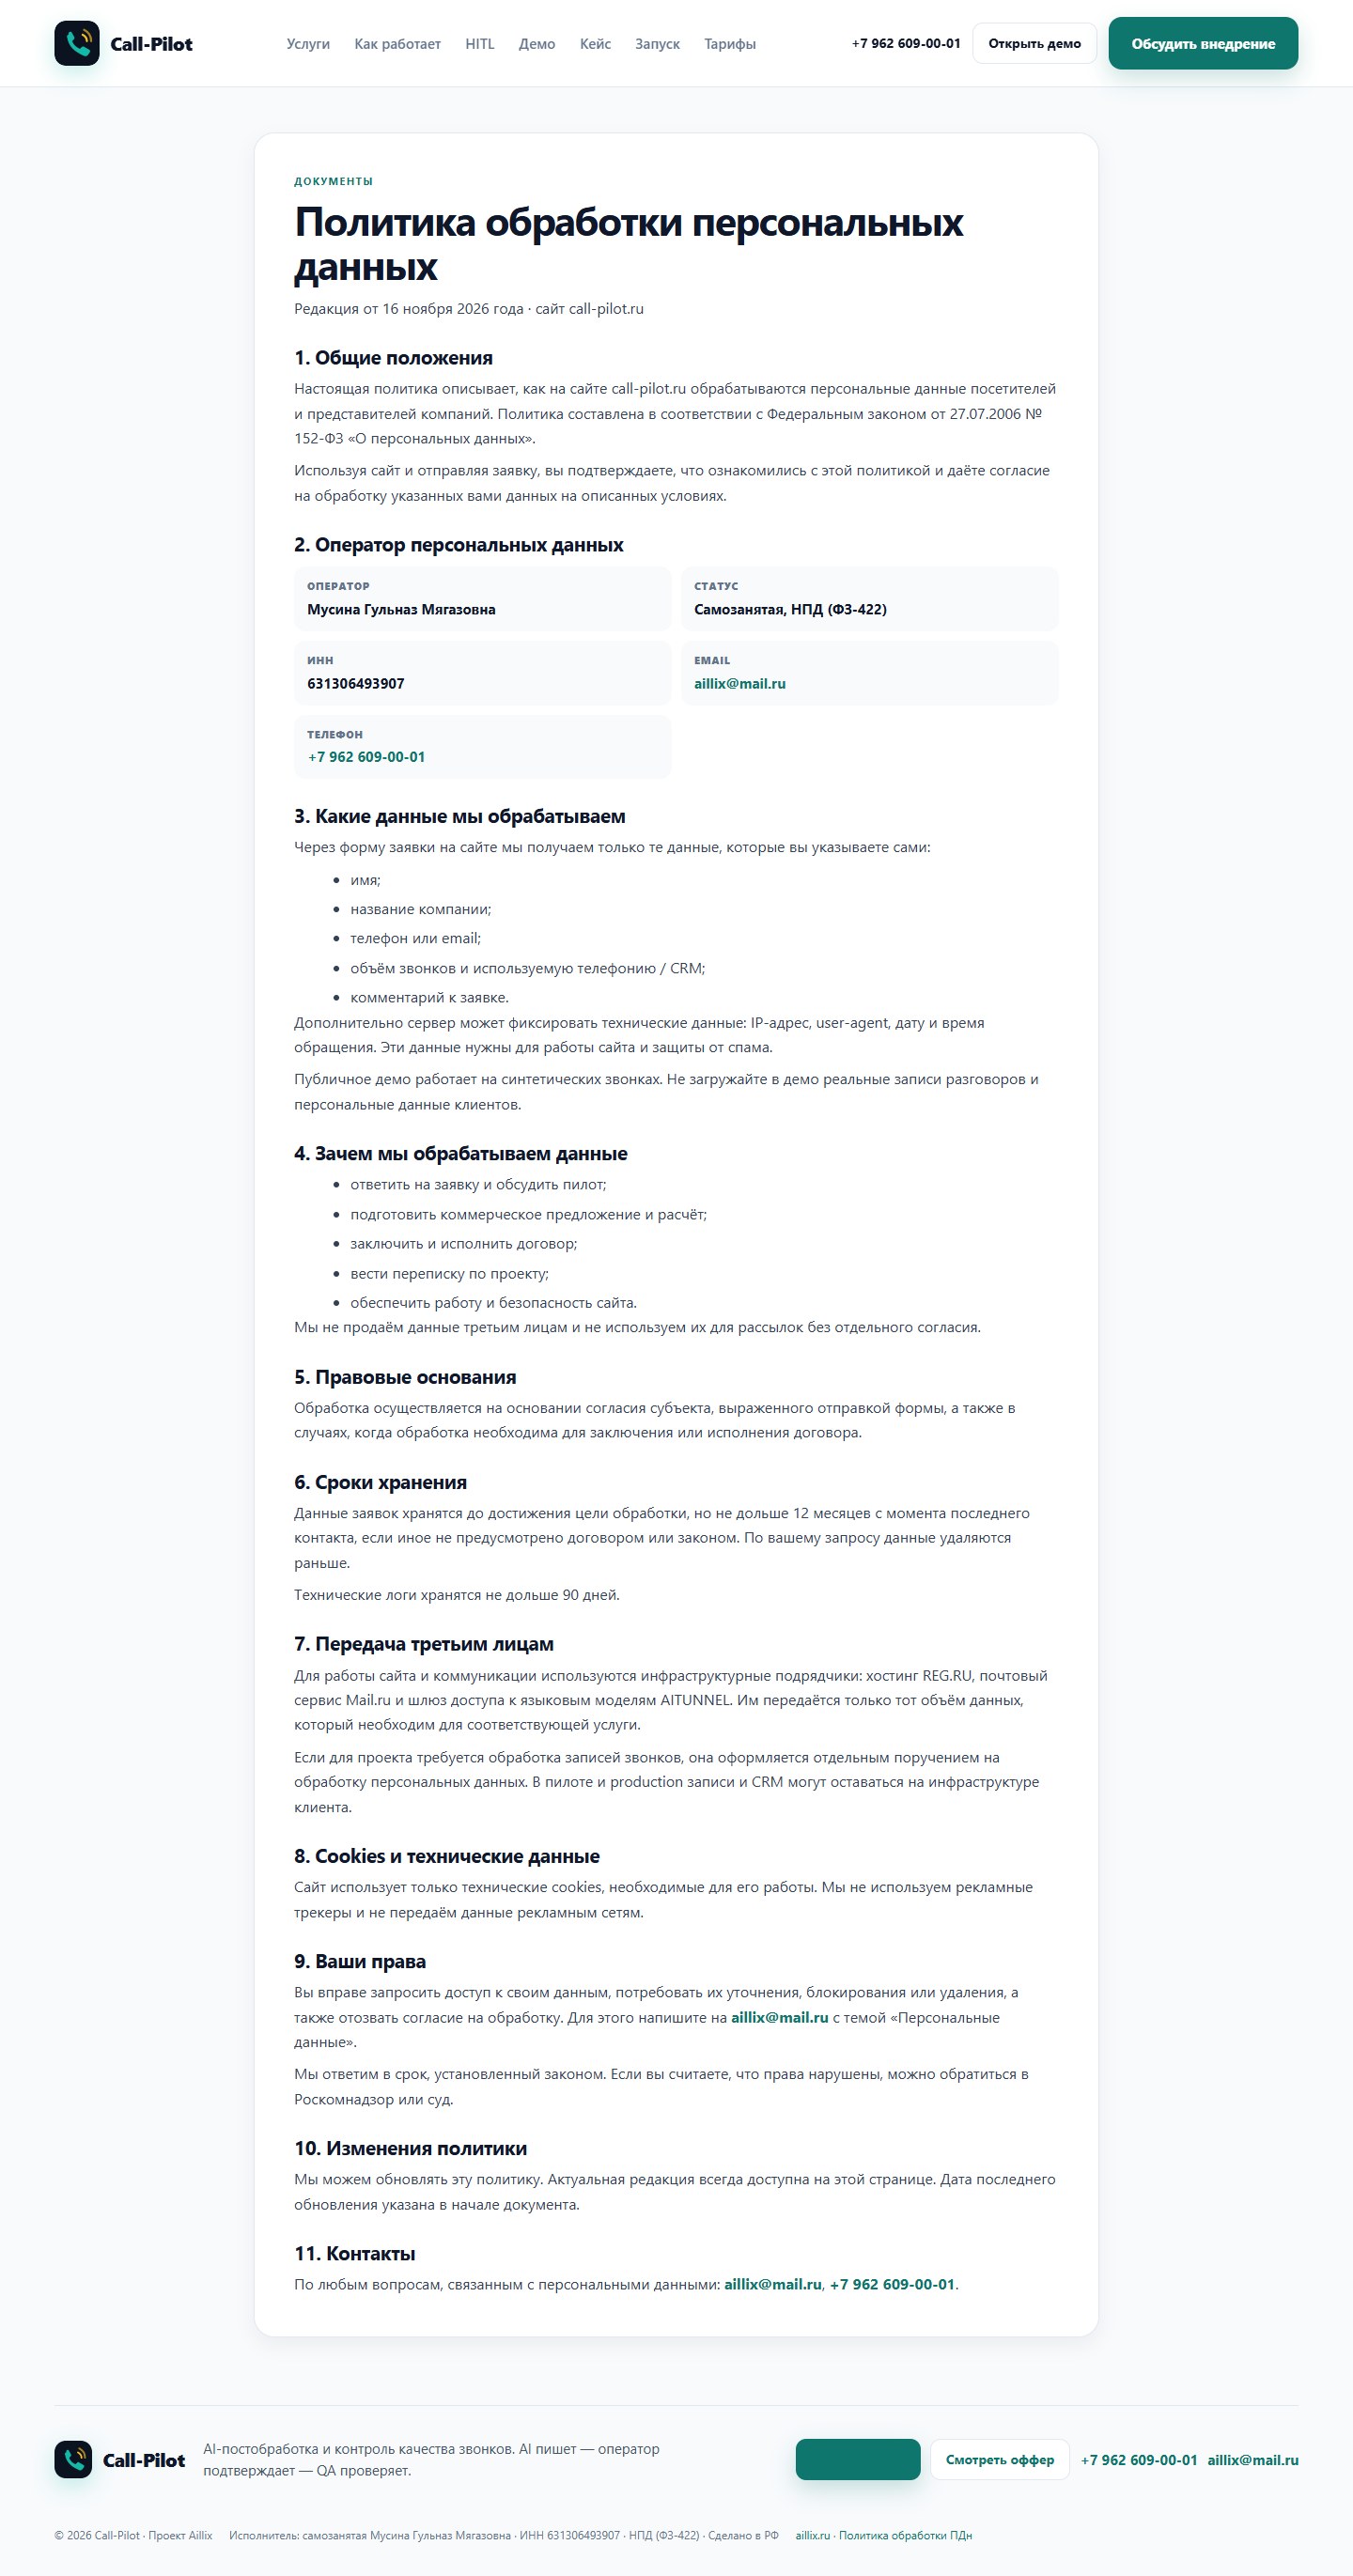 Call-Pilot
Услуги
Как работает
HITL
Демо
Кейс
Запуск
Тарифы
+7 962 609-00-01
Открыть демо
Обсудить внедрение
ДОКУМЕНТЫ
Политика обработки персональных
данных
Редакция от 16 ноября 2026 года · сайт call-pilot.ru
1. Общие положения
Настоящая политика описывает, как на сайте call-pilot.ru обрабатываются персональные данные посетителей
и представителей компаний. Политика составлена в соответствии с Федеральным законом от 27.07.2006 №
152-ФЗ «О персональных данных».
Используя сайт и отправляя заявку, вы подтверждаете, что ознакомились с этой политикой и даёте согласие
на обработку указанных вами данных на описанных условиях.
2. Оператор персональных данных
ОПЕРАТОР
Мусина Гульназ Мягазовна
СТАТУС
Самозанятая, НПД (ФЗ-422)
ИНН
631306493907
EMAIL
aillix@mail.ru
ТЕЛЕФОН
+7 962 609-00-01
3. Какие данные мы обрабатываем
Через форму заявки на сайте мы получаем только те данные, которые вы указываете сами:
• имя;
• название компании;
• телефон или email;
• объём звонков и используемую телефонию / CRM;
• комментарий к заявке.
Дополнительно сервер может фиксировать технические данные: IP-адрес, user-agent, дату и время
обращения. Эти данные нужны для работы сайта и защиты от спама.
Публичное демо работает на синтетических звонках. Не загружайте в демо реальные записи разговоров и
персональные данные клиентов.
4. Зачем мы обрабатываем данные
• ответить на заявку и обсудить пилот;
• подготовить коммерческое предложение и расчёт;
• заключить и исполнить договор;
• вести переписку по проекту;
• обеспечить работу и безопасность сайта.
Мы не продаём данные третьим лицам и не используем их для рассылок без отдельного согласия.
5. Правовые основания
Обработка осуществляется на основании согласия субъекта, выраженного отправкой формы, а также в
случаях, когда обработка необходима для заключения или исполнения договора.
6. Сроки хранения
Данные заявок хранятся до достижения цели обработки, но не дольше 12 месяцев с момента последнего
контакта, если иное не предусмотрено договором или законом. По вашему запросу данные удаляются
раньше.
Технические логи хранятся не дольше 90 дней.
7. Передача третьим лицам
Для работы сайта и коммуникации используются инфраструктурные подрядчики: хостинг REG.RU, почтовый
сервис Mail.ru и шлюз доступа к языковым моделям AITUNNEL. Им передаётся только тот объём данных,
который необходим для соответствующей услуги.
Если для проекта требуется обработка записей звонков, она оформляется отдельным поручением на
обработку персональных данных. В пилоте и production записи и CRM могут оставаться на инфраструктуре
клиента.
8. Cookies и технические данные
Сайт использует только технические cookies, необходимые для его работы. Мы не используем рекламные
трекеры и не передаём данные рекламным сетям.
9. Ваши права
Вы вправе запросить доступ к своим данным, потребовать их уточнения, блокирования или удаления, а
также отозвать согласие на обработку. Для этого напишите на aillix@mail.ru с темой «Персональные
данные».
Мы ответим в срок, установленный законом. Если вы считаете, что права нарушены, можно обратиться в
Роскомнадзор или суд.
10. Изменения политики
Мы можем обновлять эту политику. Актуальная редакция всегда доступна на этой странице. Дата последнего
обновления указана в начале документа.
11. Контакты
По любым вопросам, связанным с персональными данными: aillix@mail.ru, +7 962 609-00-01.
Call-Pilot
AI-постобработка и контроль качества звонков. AI пишет — оператор
подтверждает — QA проверяет.
Смотреть оффер
+7 962 609-00-01
aillix@mail.ru
© 2026 Call-Pilot · Проект Aillix
Исполнитель: самозанятая Мусина Гульназ Мягазовна · ИНН 631306493907 · НПД (ФЗ-422) · Сделано в РФ
aillix.ru · Политика обработки ПДн